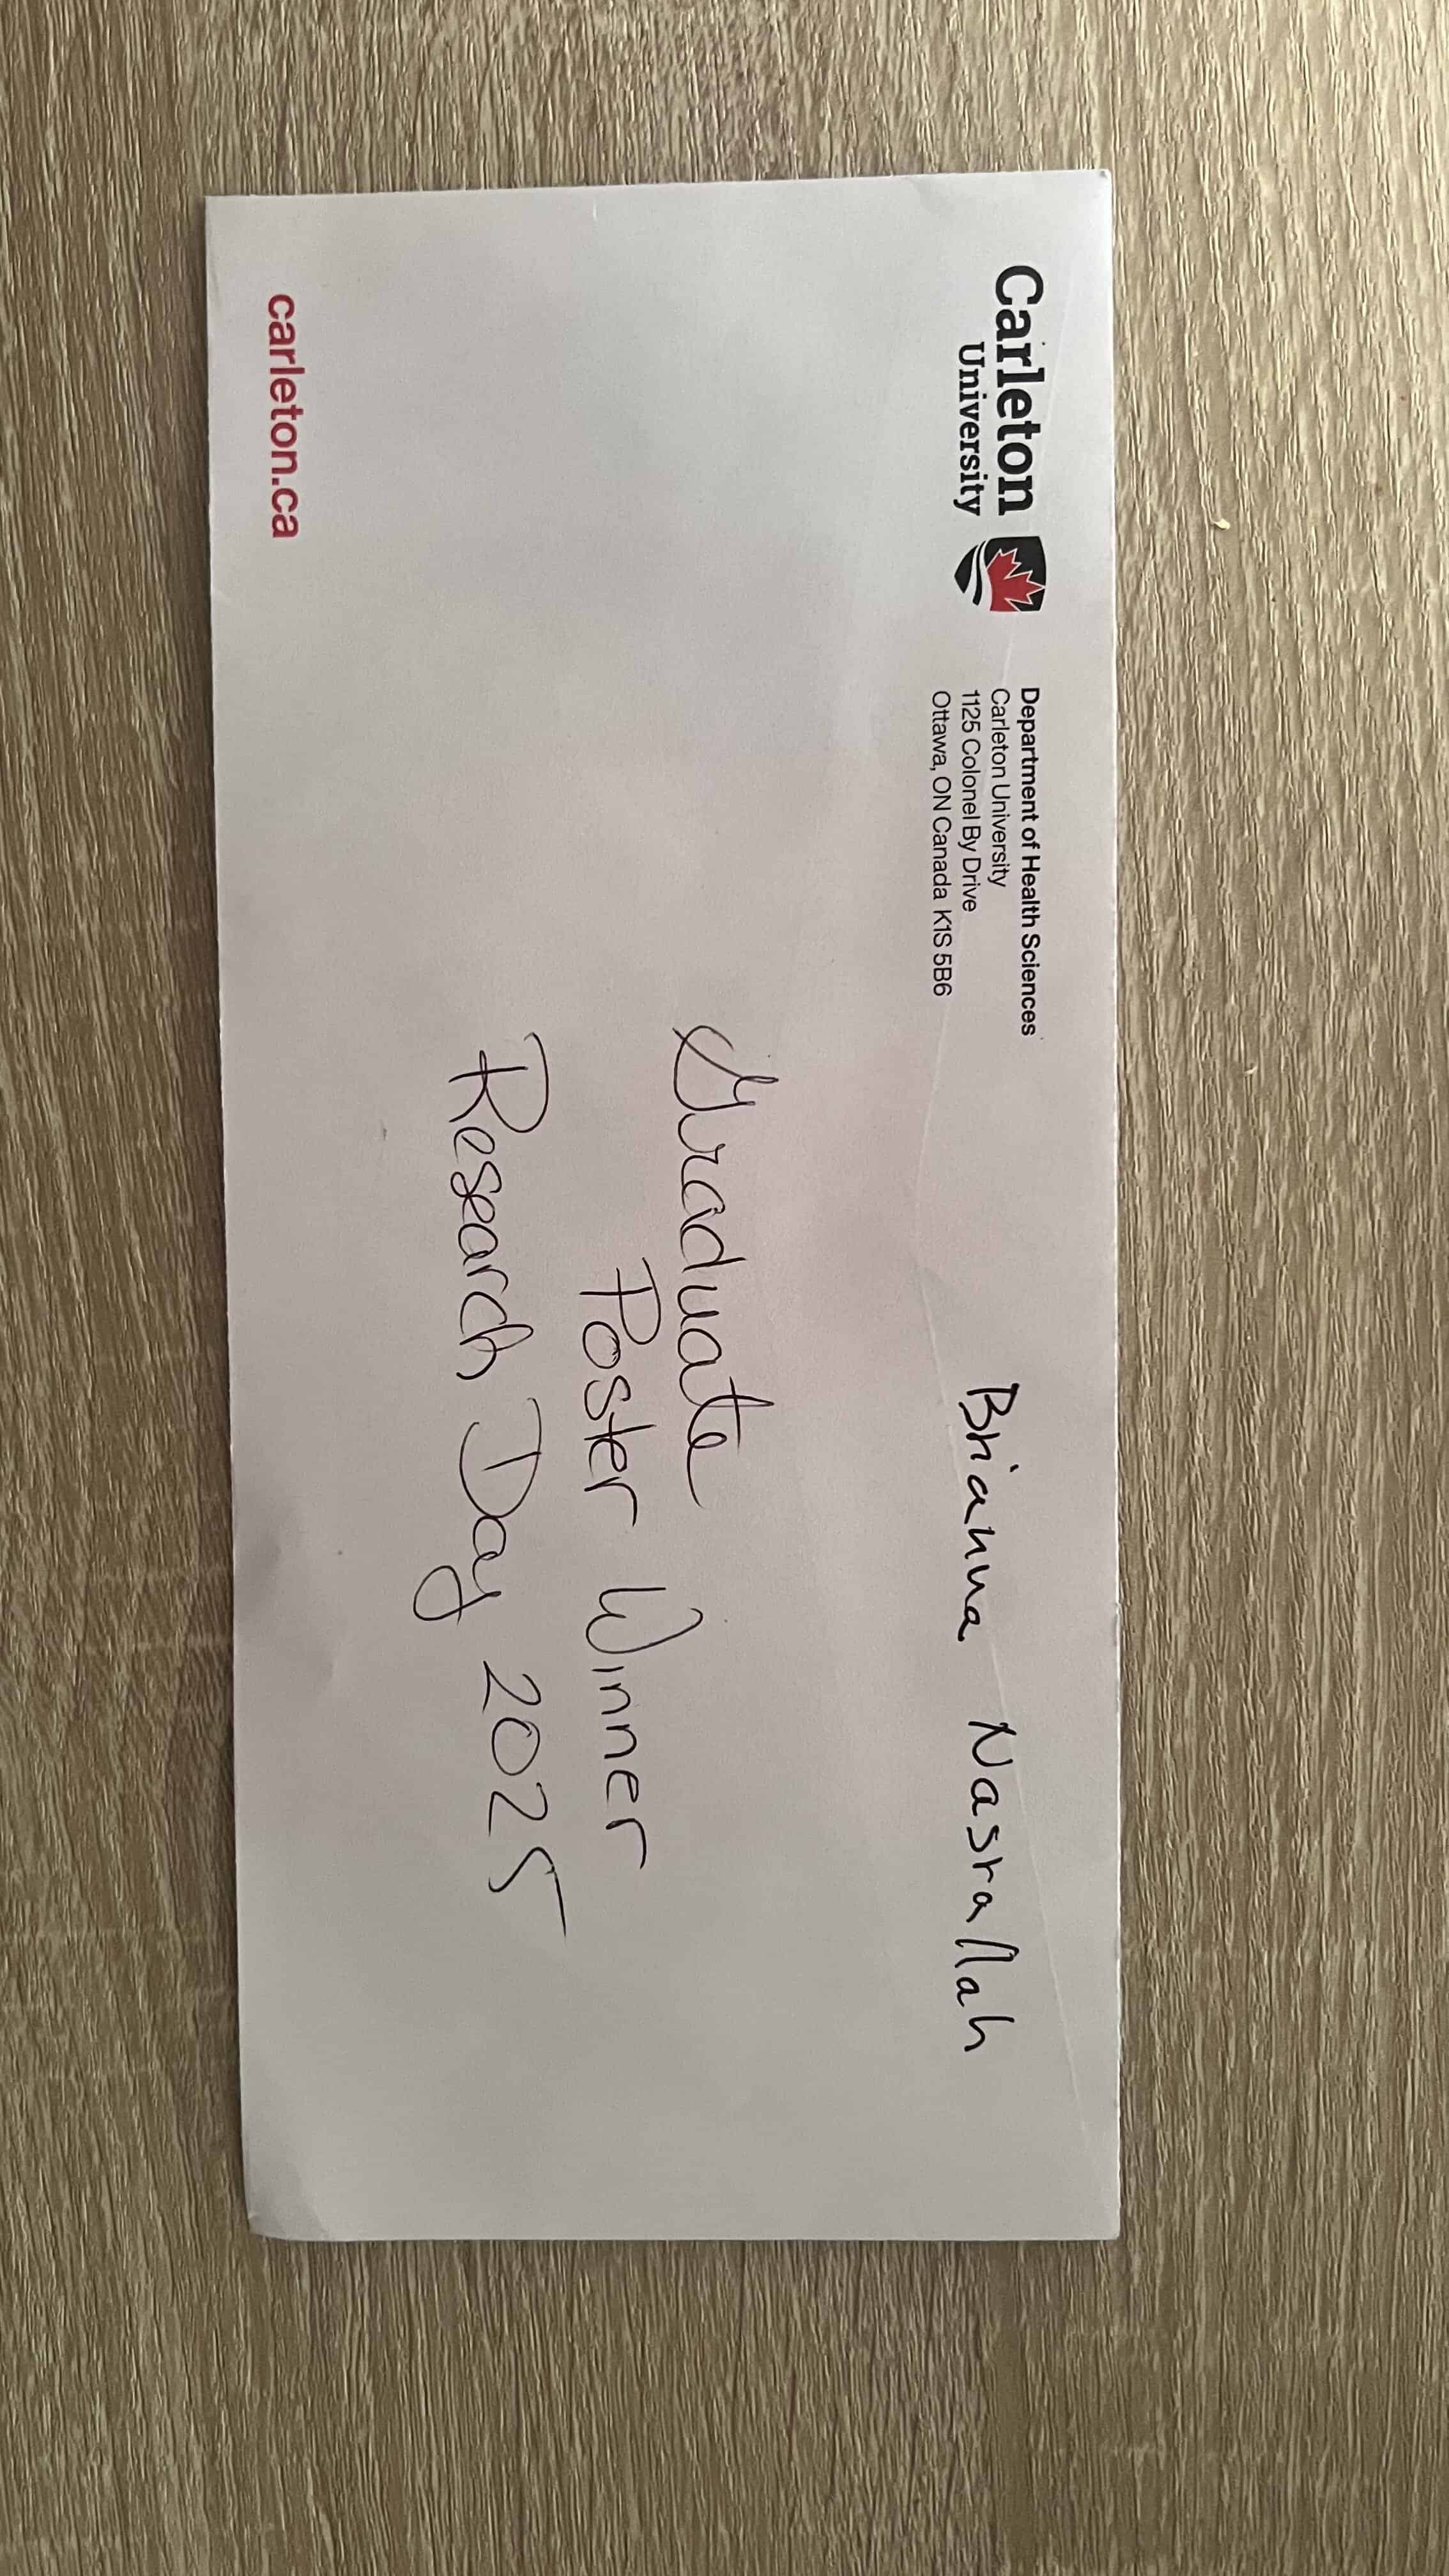 Carleton
University
Department of Health Sciences
Carleton University
1125 Colonel By Drive
Ottawa, ON Canada K1S 5B6
Brianna Nasrallah
Graduate
Poster Winner
Research Day 2025
carleton.ca